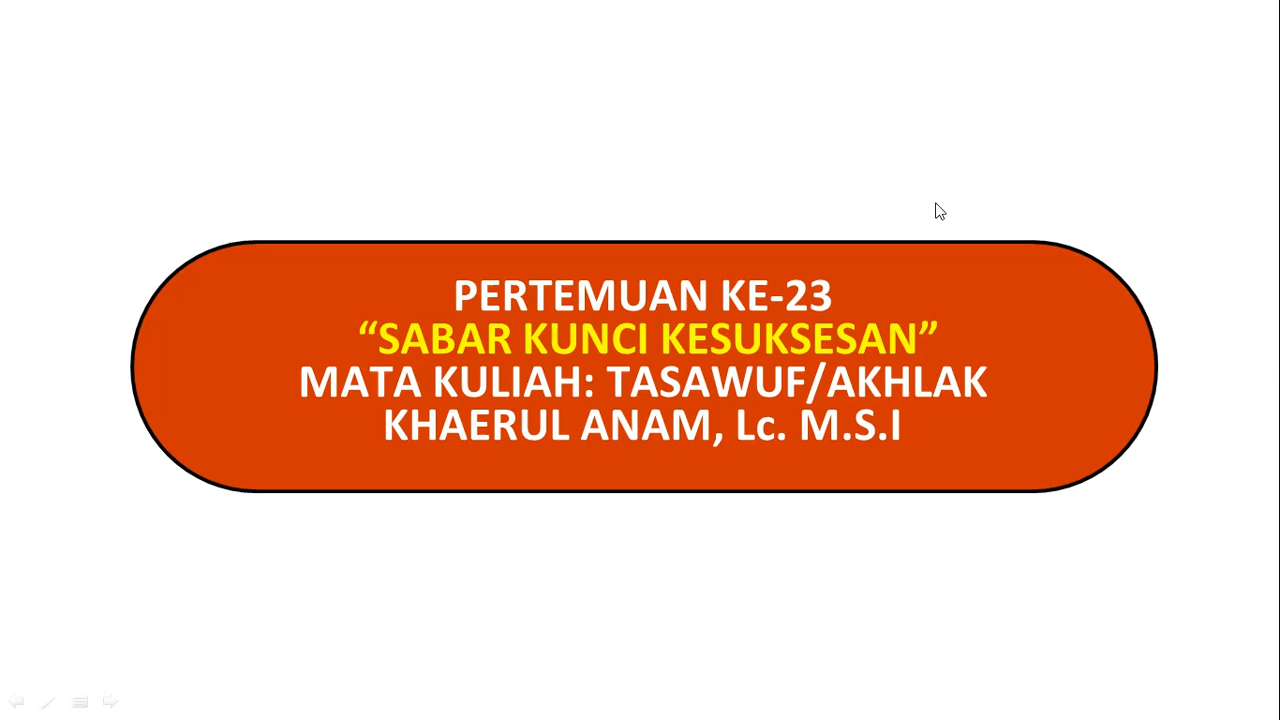 PERTEMUAN KE-23
“SABAR KUNCI KESUKSESAN”
MATA KULIAH: TASAWUF/AKHLAK
KHAERUL ANAM, Lc. M.S.I